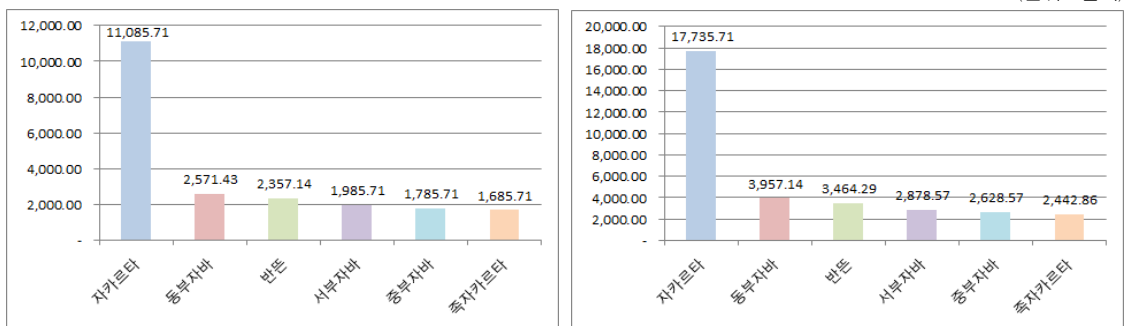 12,000.00
10,000.00
8,000.00
6,000.00
4,000.00
2,000.00
-
11,085.71
2,571.43
2,357.14
1,985.71
1,785.71
1,685.71
자카르타
동부자바
반뜬
서부자바
중부자바
족자카르타
20,000.00
18,000.00
16,000.00
14,000.00
12,000.00
10,000.00
8,000.00
6,000.00
4,000.00
2,000.00
-
17,735.71
3,957.14
3,464.29
2,878.57
2,628.57
2,442.86
자카르타
동부자바
반뜬
서부자바
중부자바
족자카르타